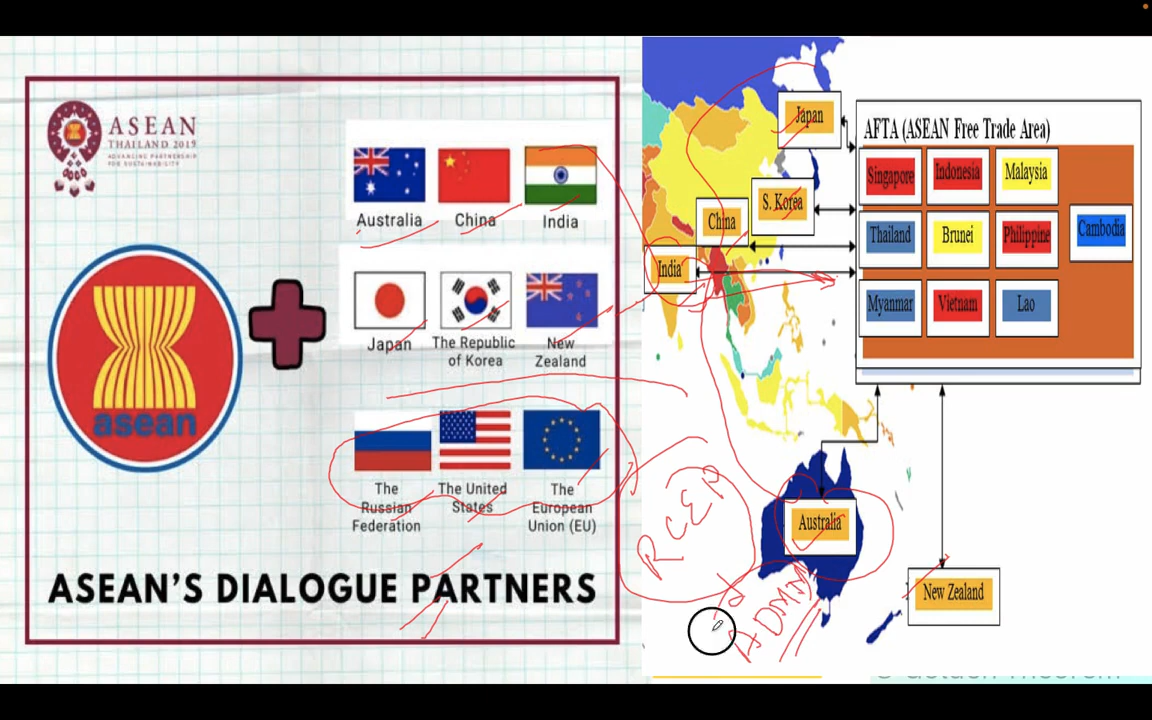 ASEAN
THAILAND 2019
ADVANCING PARTNERSHIP
FOR SUSTAINABILITY
asean
Australia
China
India
Japan
The Republic
of Korea
New
Zealand
The
Russian
Federation
The United
States
The
European
Union (EU)
ASEAN'S DIALOGUE PARTNERS
Japan
S. Korea
China
India
AFTA (ASEAN Free Trade Area)
Singapore
Indonesia
Malaysia
Thailand
Brunei
Philippine
Cambodia
Myanmar
Vietnam
Lao
Australia
New Zealand
RCEP
ADMM